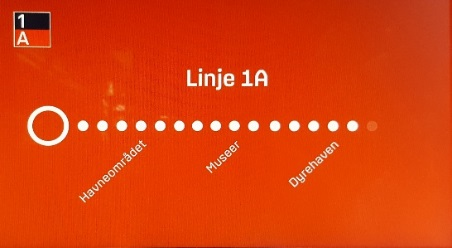 1
A
Linje 1A
Havneområdet
Museer
Dyrehaven